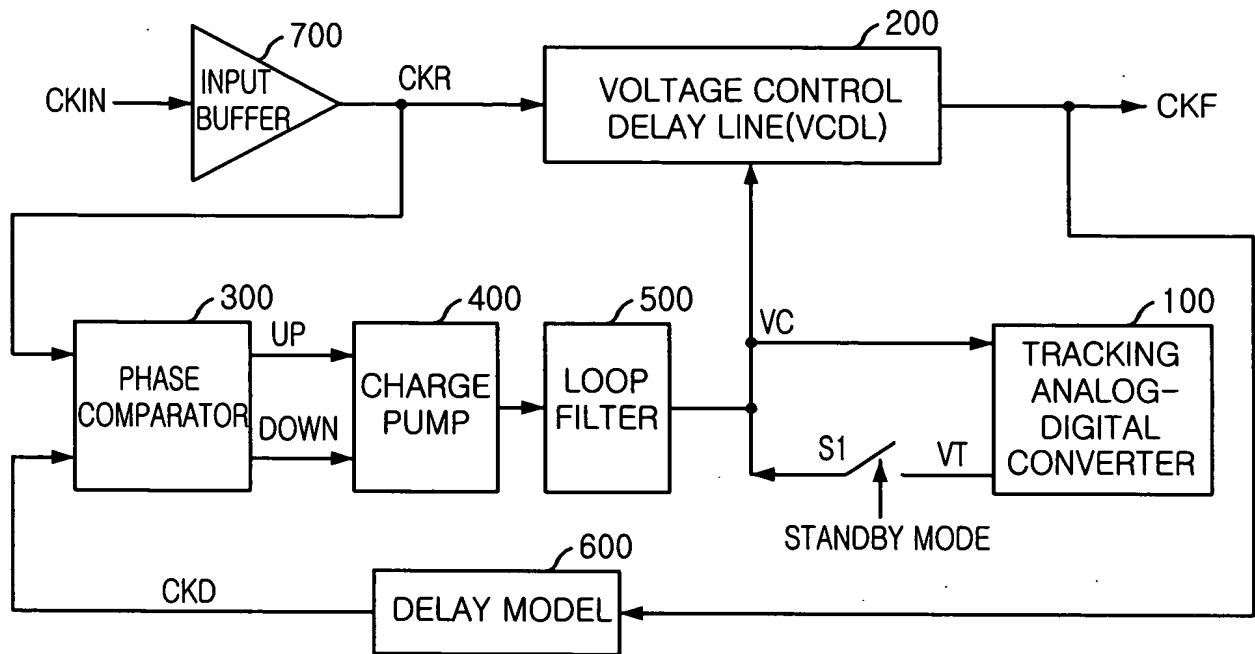 700
200
CKIN
INPUT
BUFFER
CKR
VOLTAGE CONTROL
DELAY LINE(VCDL)
CKF
300
UP
400
500
VC
100
PHASE
COMPARATOR
DOWN
CHARGE
PUMP
LOOP
FILTER
TRACKING
ANALOG-
DIGITAL
CONVERTER
S1
VT
STANDBY MODE
600
CKD
DELAY MODEL